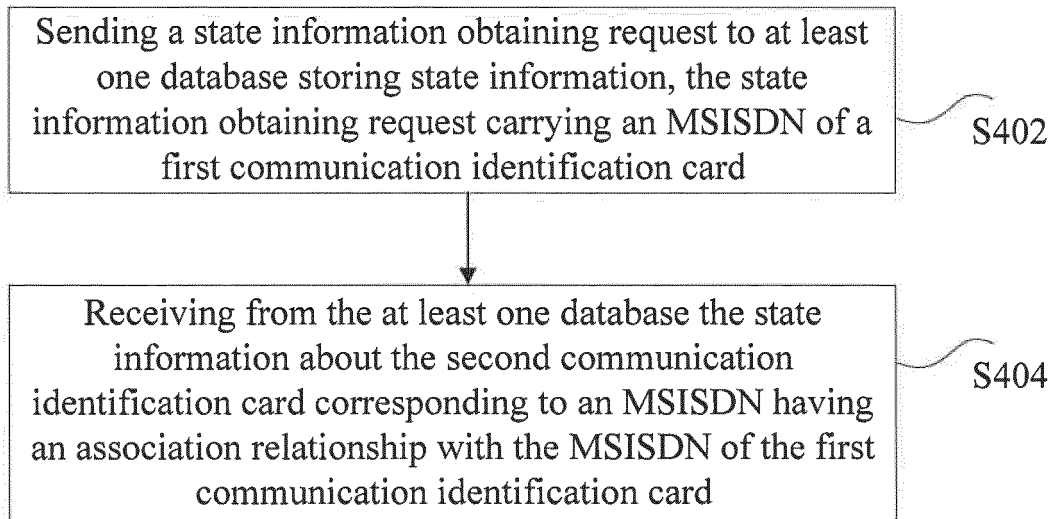 Sending a state information obtaining request to at least
one database storing state information, the state
information obtaining request carrying an MSISDN of a
first communication identification card
S402
Receiving from the at least one database the state
information about the second communication
identification card corresponding to an MSISDN having
an association relationship with the MSISDN of the first
communication identification card
S404